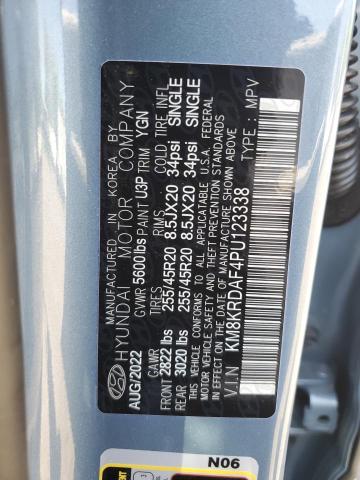 MANUFACTURED IN KOREA BY
HYUNDAI MOTOR COMPANY
AUG/2022 GVWR 5600lbs PAINT U3P TRIM YGN
GAWR TIRES RIMS COLD TIRE INFL
FRONT 2822 lbs 255/45R20 8.5JX20 34psi SINGLE
REAR 3020 lbs 255/45R20 8.5JX20 34psi SINGLE
THIS VEHICLE CONFORMS TO ALL APPLICABLE U.S.A. FEDERAL
MOTOR VEHICLE SAFETY AND THEFT PREVENTION STANDARDS
IN EFFECT ON THE DATE OF MANUFACTURE SHOWN ABOVE.
V.I.N : KM8KRDAF4PU123338 TYPE : MPV
N06